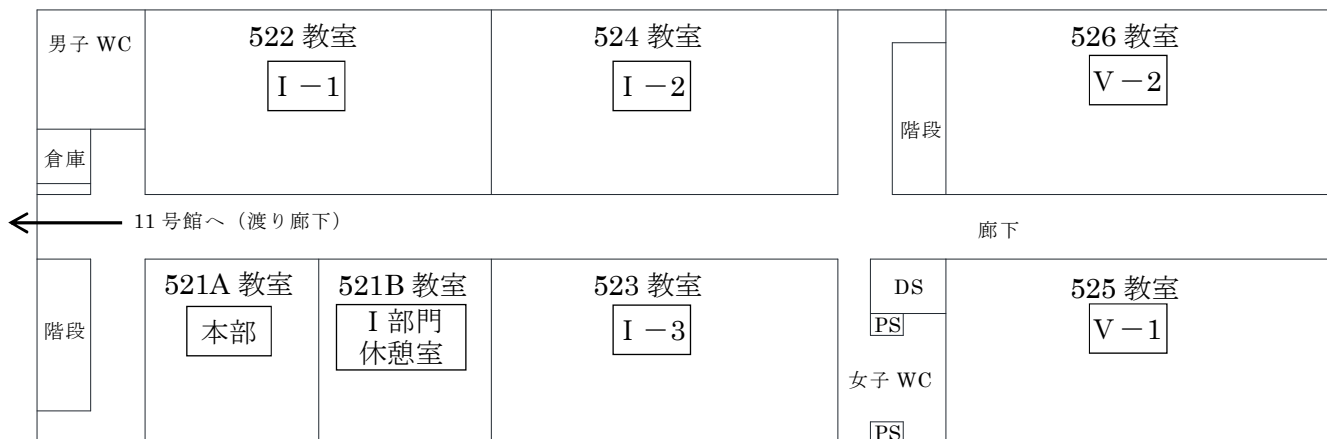 男子 WC
522 教室
Ⅰ－1
524 教室
Ⅰ－2
526 教室
Ⅴ－2
階段
倉庫
11 号館へ（渡り廊下）
廊下
階段
521A 教室
本部
521B 教室
Ⅰ 部門
休憩室
523 教室
Ⅰ－3
DS
PS
女子 WC
PS
525 教室
Ⅴ－1